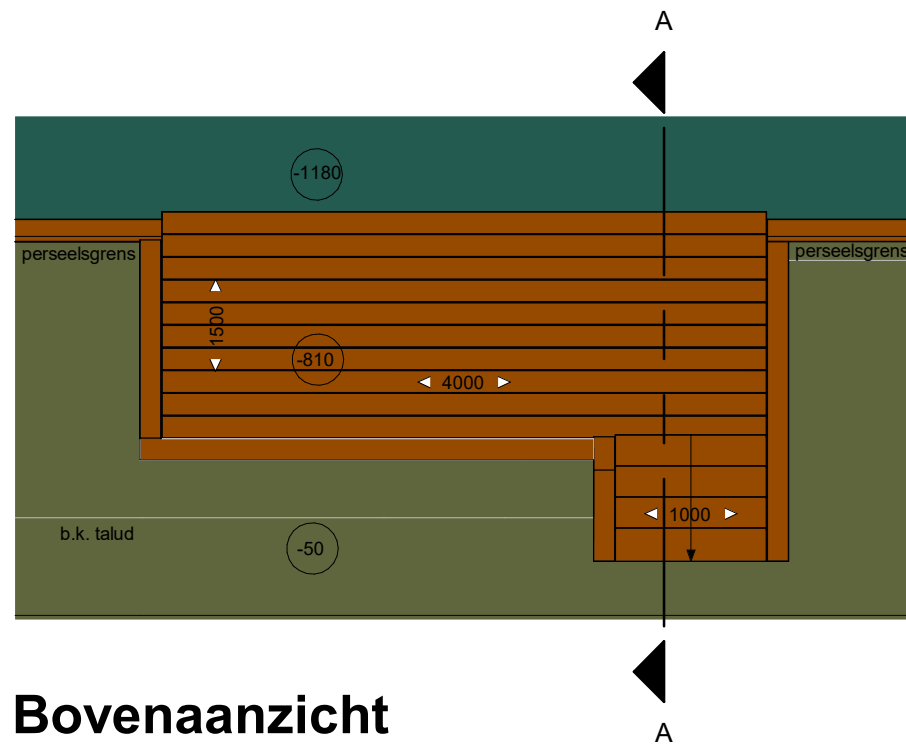 A
-1180
perseelsgrens
perseelsgrens
1500
-810
4000
1000
b.k. talud
-50
Bovenaanzicht
A